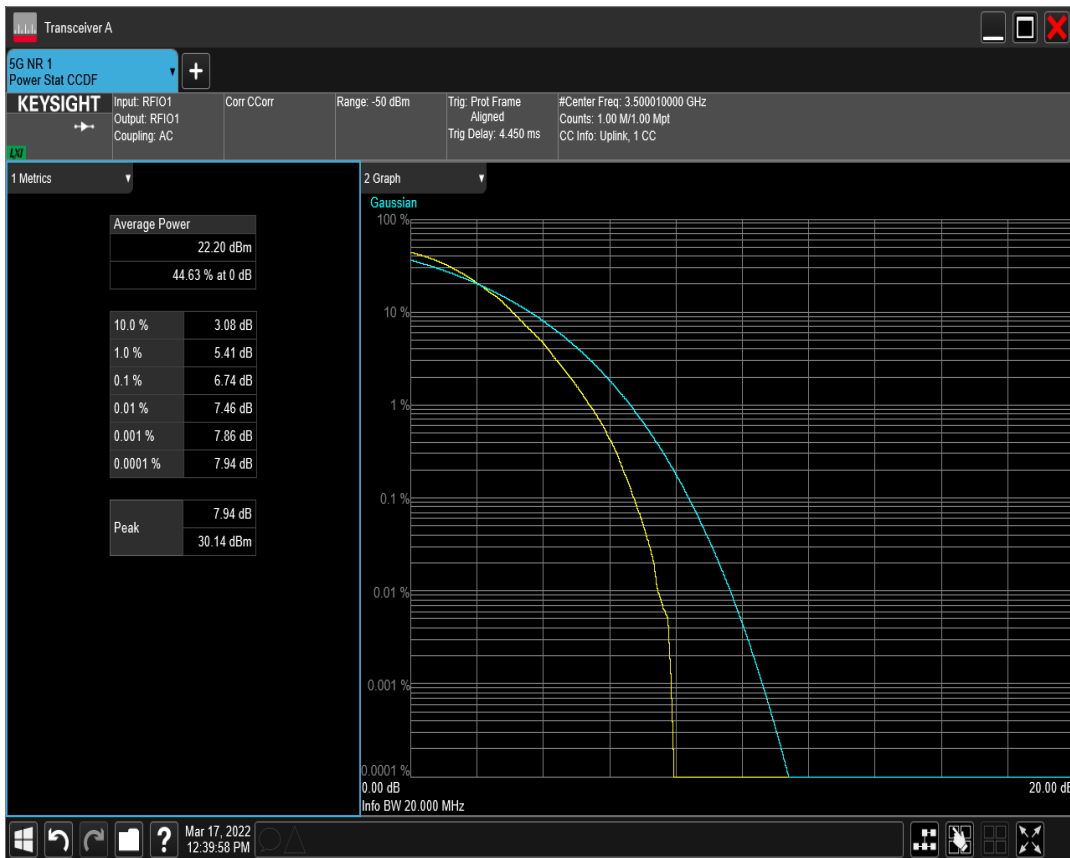 Transceiver A
5G NR 1
Power Stat CCDF
KEYSIGHT
LXI
Input: RFIO1
Output: RFIO1
Coupling: AC
Corr CCorr
Range: -50 dBm
Trig: Prot Frame
Aligned
Trig Delay: 4.450 ms
#Center Freq: 3.500010000 GHz
Counts: 1.00 M/1.00 Mpt
CC Info: Uplink, 1 CC
1 Metrics
Average Power
22.20 dBm
44.63 % at 0 dB
10.0 % 3.08 dB
1.0 % 5.41 dB
0.1 % 6.74 dB
0.01 % 7.46 dB
0.001 % 7.86 dB
0.0001 % 7.94 dB
Peak 7.94 dB
30.14 dBm
2 Graph
Gaussian
100 %
10 %
1 %
0.1 %
0.01 %
0.001 %
0.0001 %
0.00 dB 20.00 dB
Info BW 20.000 MHz
Mar 17, 2022
12:39:58 PM